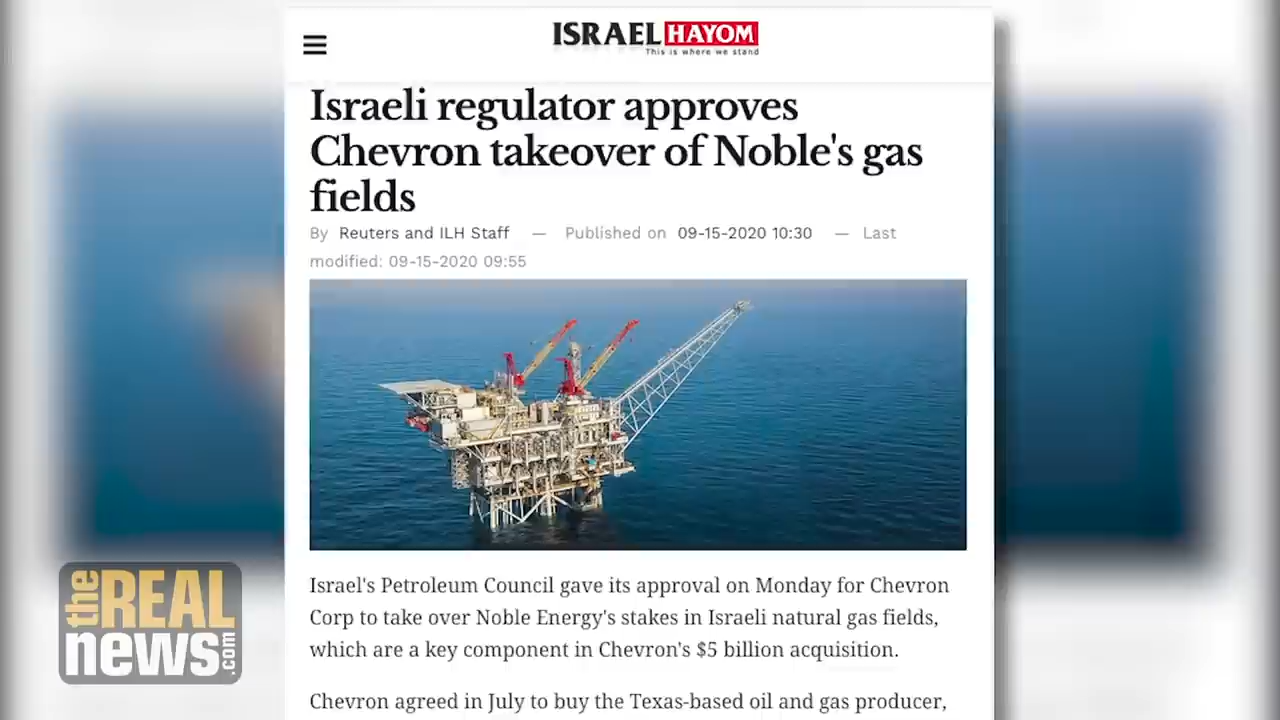 ISRAEL HAYOM
This is where we stand
Israeli regulator approves
Chevron takeover of Noble's gas
fields
By Reuters and ILH Staff — Published on 09-15-2020 10:30 — Last
modified: 09-15-2020 09:55
Israel's Petroleum Council gave its approval on Monday for Chevron
Corp to take over Noble Energy's stakes in Israeli natural gas fields,
which are a key component in Chevron's $5 billion acquisition.
Chevron agreed in July to buy the Texas-based oil and gas producer,
the REAL
news.com